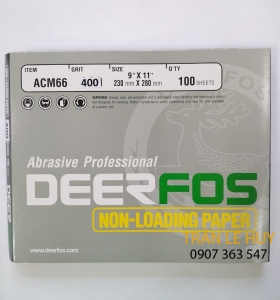 ITEM GRIT SIZE Q'TY
ACM66 400 9" X 11" 230 mm X 280 mm 100 SHEETS
Abrasive Professional
DEERFOS
NON-LOADING PAPER
TRAN LE HUY
www.deerfos.com
0907 363 547